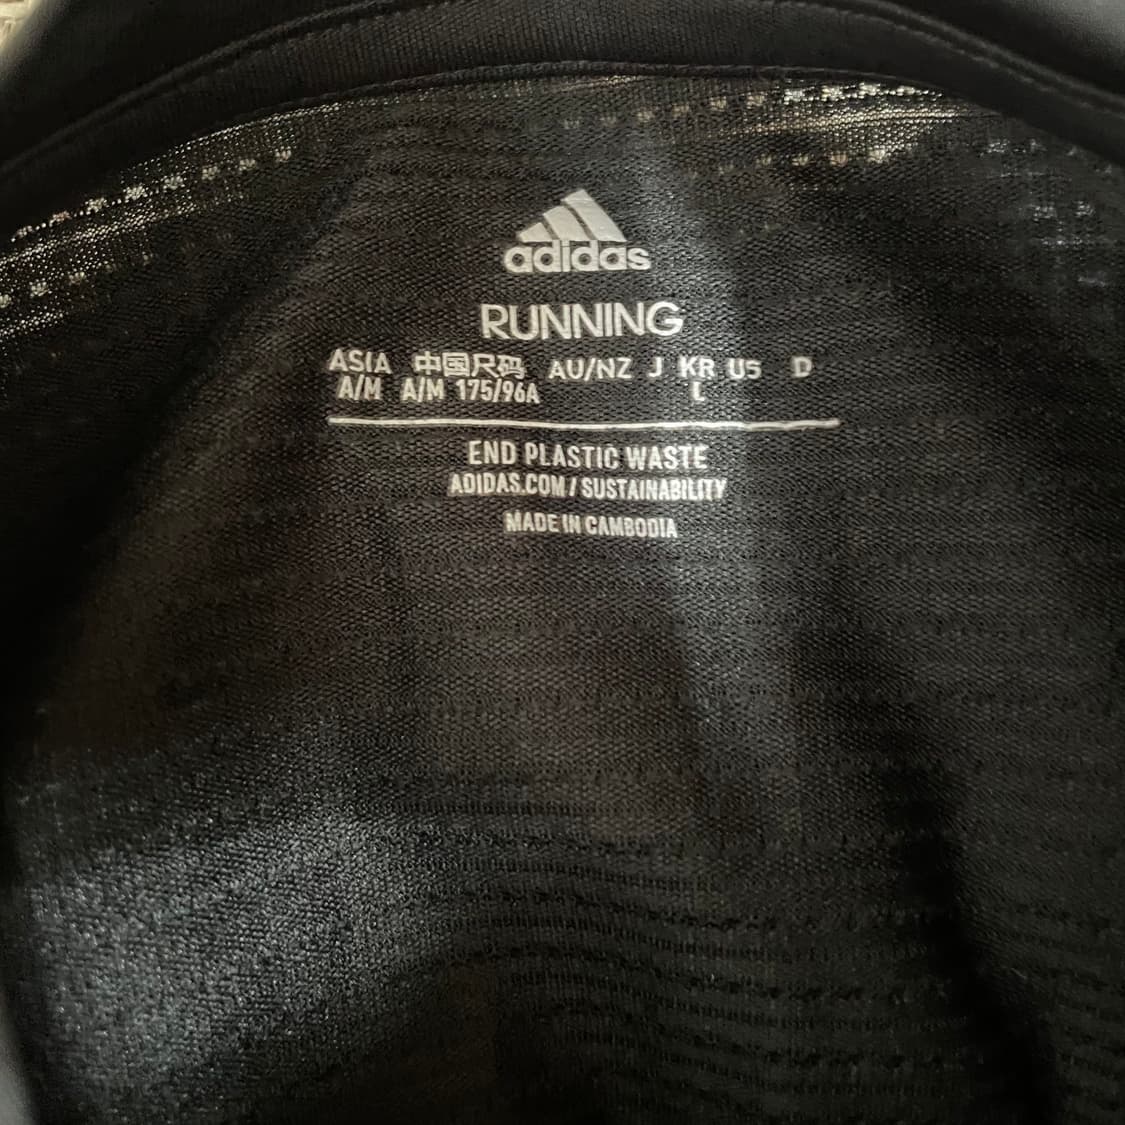 adidas
RUNNING
ASIA 中国尺码 AU/NZ J KR US D
A/M A/M 175/96A L
END PLASTIC WASTE
ADIDAS.COM / SUSTAINABILITY
MADE IN CAMBODIA